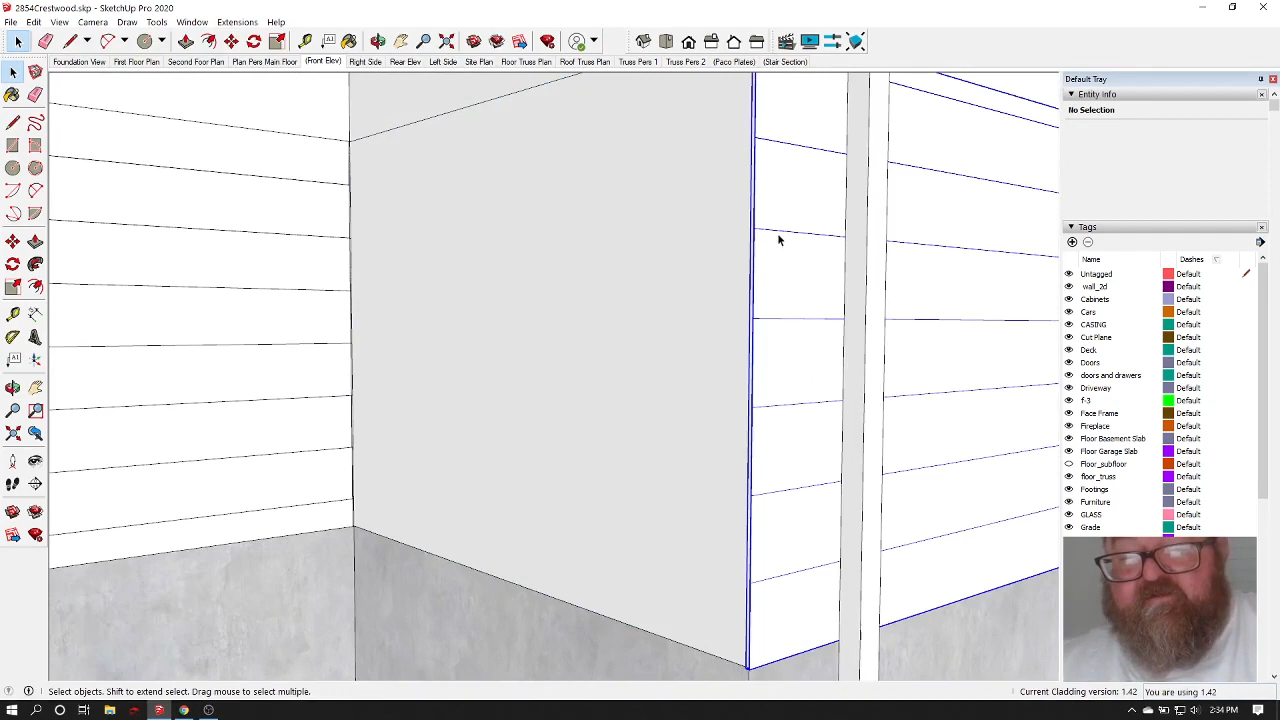 2854Crestwood.skp - SketchUp Pro 2020
File Edit View Camera Draw Tools Window Extensions Help
Foundation View First Floor Plan Second Foor Plan Plan Pers Main Floor (Front Elev) Right Side Rear Elev Left Side Site Plan Floor Truss Plan Roof Truss Plan Truss Pers 1 Truss Pers 2 (Paco Plates) (Stair Section)
Default Tray
Entity Info
No Selection
Tags
Name Dashes
Untagged Default
wall_2d Default
Cabinets Default
Cars Default
CASING Default
Cut Plane Default
Deck Default
Doors Default
doors and drawers Default
Driveway Default
f-3 Default
Face Frame Default
Fireplace Default
Floor Basement Slab Default
Floor Garage Slab Default
Floor_subfloor Default
floor_truss Default
Footings Default
Furniture Default
GLASS Default
Grade Default
Select objects. Shift to extend select. Drag mouse to select multiple.
Current Cladding version: 1.42 You are using 1.42
2:34 PM